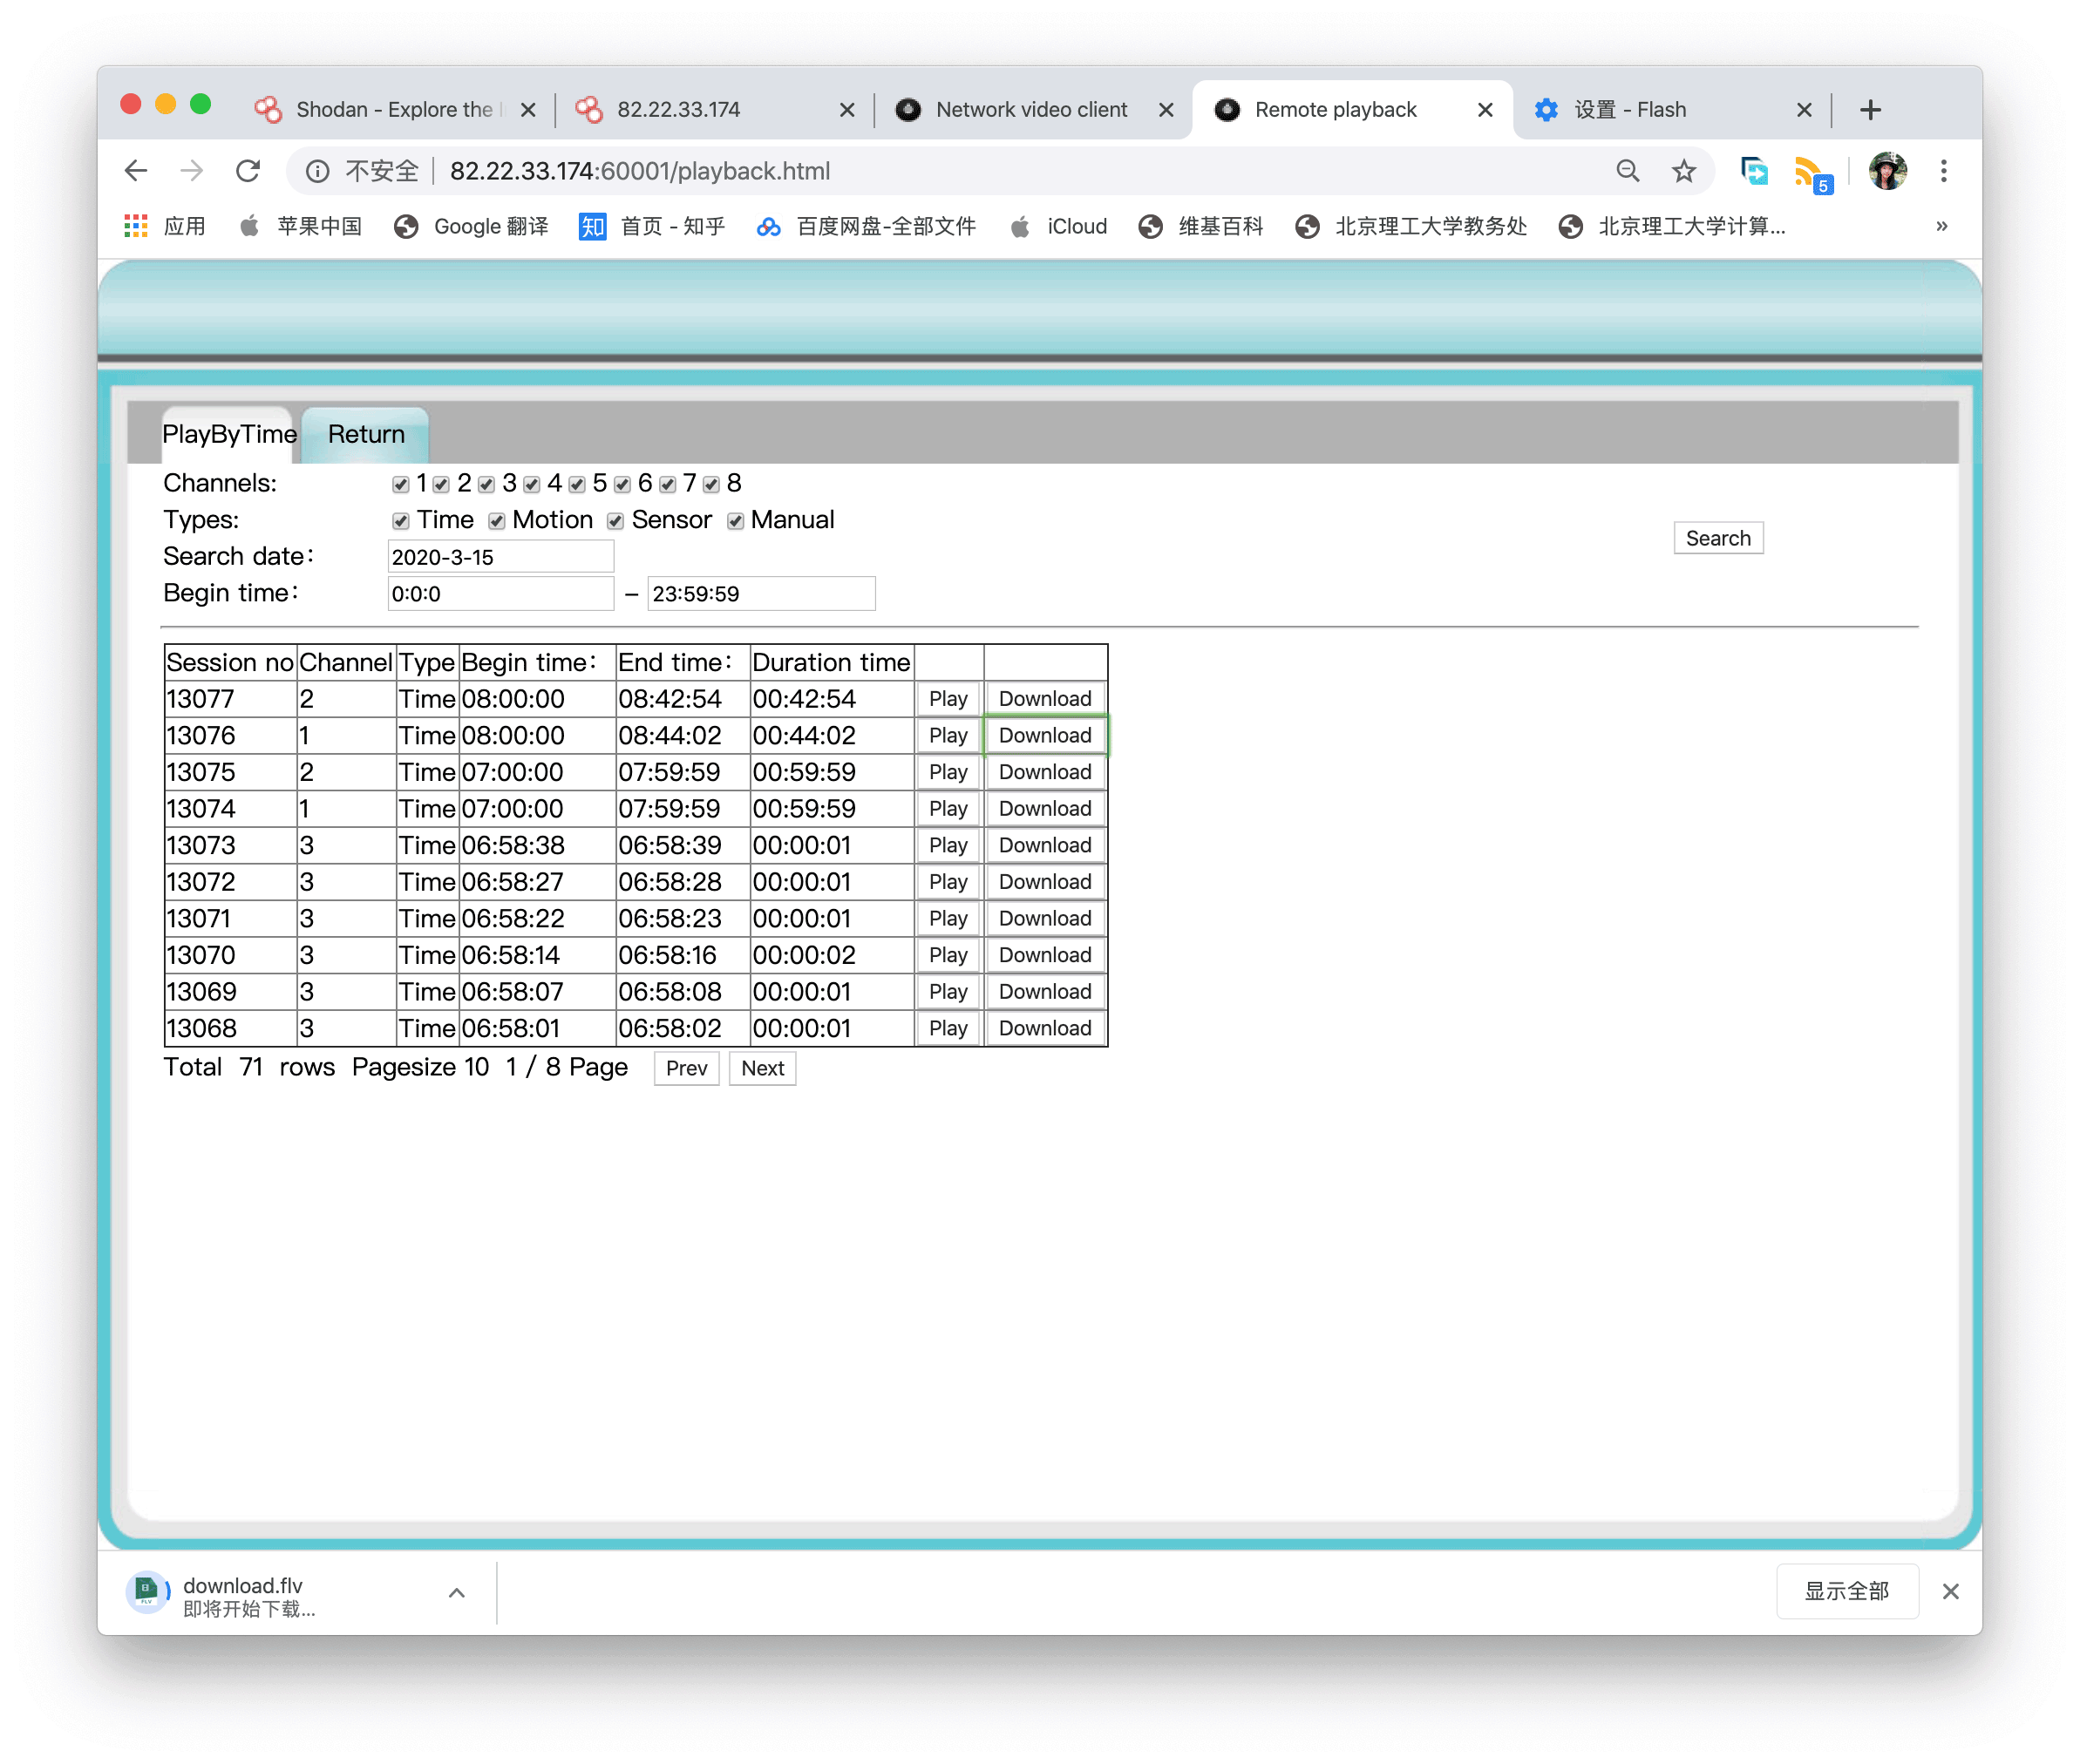 Shodan - Explore the I
82.22.33.174
Network video client
Remote playback
设置 - Flash
不安全
82.22.33.174:60001/playback.html
5
应用
苹果中国
Google 翻译
知 首页 - 知乎
百度网盘-全部文件
iCloud
维基百科
北京理工大学教务处
北京理工大学计算...
»
PlayByTime Return
Channels: 1 2 3 4 5 6 7 8
Types: Time Motion Sensor Manual
Search
Search date: 2020-3-15
Begin time: 0:0:0 – 23:59:59
Session no Channel Type Begin time: End time: Duration time
13077 2 Time 08:00:00 08:42:54 00:42:54 Play Download
13076 1 Time 08:00:00 08:44:02 00:44:02 Play Download
13075 2 Time 07:00:00 07:59:59 00:59:59 Play Download
13074 1 Time 07:00:00 07:59:59 00:59:59 Play Download
13073 3 Time 06:58:38 06:58:39 00:00:01 Play Download
13072 3 Time 06:58:27 06:58:28 00:00:01 Play Download
13071 3 Time 06:58:22 06:58:23 00:00:01 Play Download
13070 3 Time 06:58:14 06:58:16 00:00:02 Play Download
13069 3 Time 06:58:07 06:58:08 00:00:01 Play Download
13068 3 Time 06:58:01 06:58:02 00:00:01 Play Download
Total 71 rows Pagesize 10 1 / 8 Page Prev Next
FLV
download.flv
即将开始下载...
显示全部